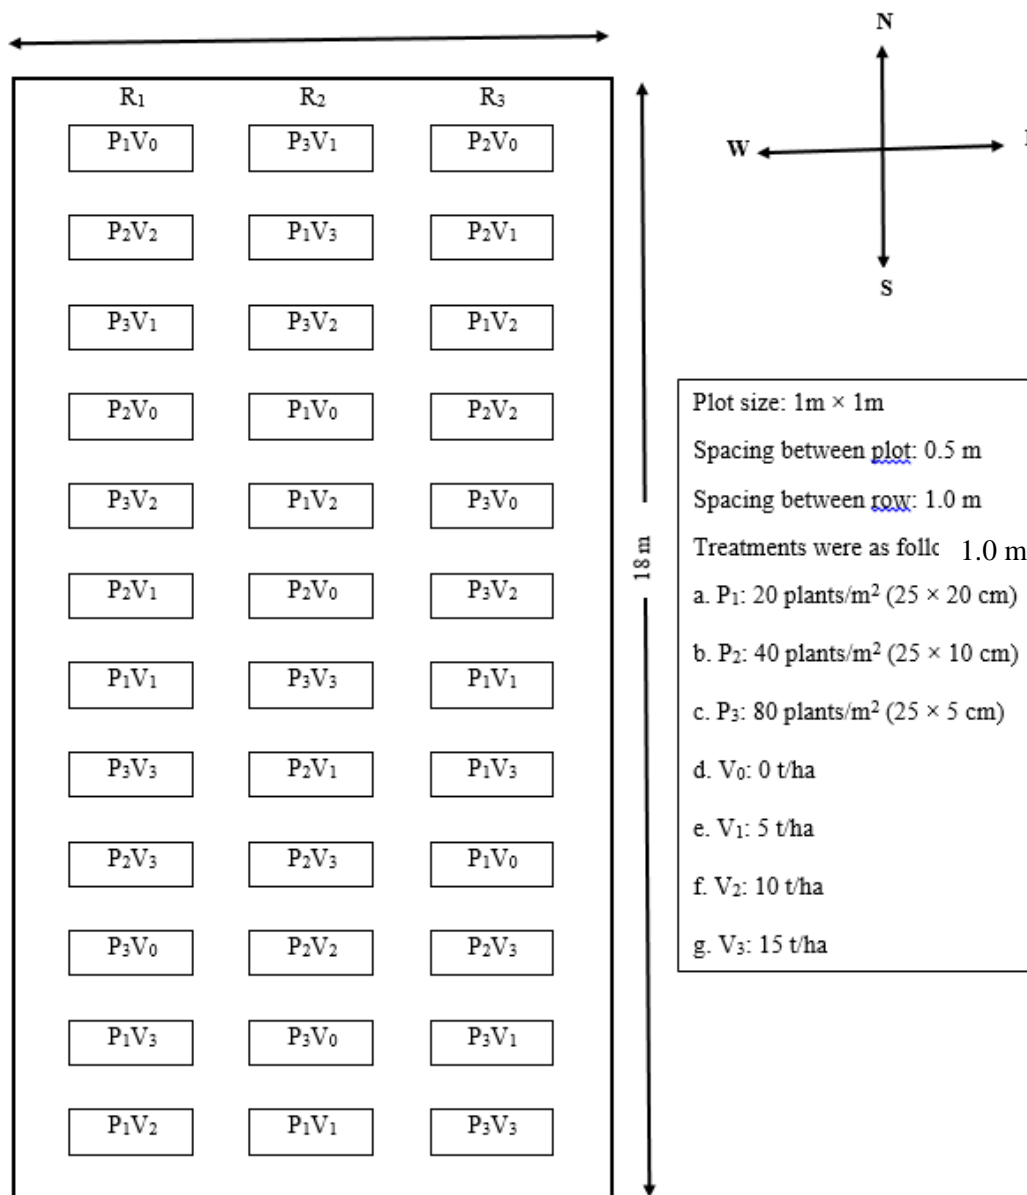 N
W
S
R₁ R₂ R₃
P₁V₀ P₃V₁ P₂V₀
P₂V₂ P₁V₃ P₂V₁
P₃V₁ P₃V₂ P₁V₂
P₂V₀ P₁V₀ P₂V₂
P₃V₂ P₁V₂ P₃V₀
P₂V₁ P₂V₀ P₃V₂
P₁V₁ P₃V₃ P₁V₁
P₃V₃ P₂V₁ P₁V₃
P₂V₃ P₂V₃ P₁V₀
P₃V₀ P₂V₂ P₂V₃
P₁V₃ P₃V₀ P₃V₁
P₁V₂ P₁V₁ P₃V₃
18 m
Plot size: 1m × 1m
Spacing between plot: 0.5 m
Spacing between row: 1.0 m
Treatments were as 1.0 m
a. P₁: 20 plants/m² (25 × 20 cm)
b. P₂: 40 plants/m² (25 × 10 cm)
c. P₃: 80 plants/m² (25 × 5 cm)
d. V₀: 0 t/ha
e. V₁: 5 t/ha
f. V₂: 10 t/ha
g. V₃: 15 t/ha